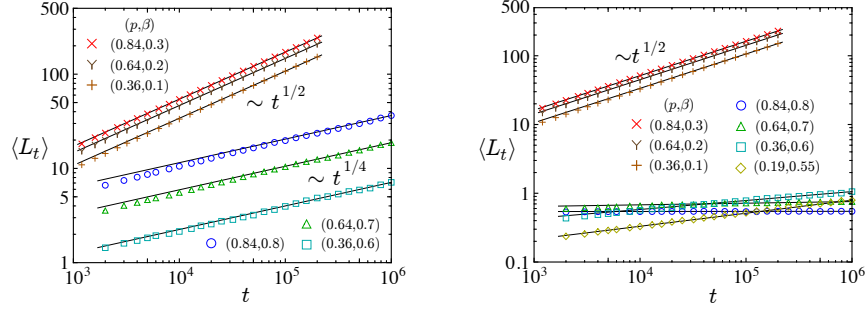 500
(p,β)
(0.84,0.3)
(0.64,0.2)
(0.36,0.1)
100
50
~ t^{1/2}
⟨L_t⟩
10
~ t^{1/4}
5
(0.64,0.7)
(0.84,0.8) (0.36,0.6)
1
10^3 10^4 10^5 10^6
t
500
~t^{1/2}
100
(p,β)
(0.84,0.3) (0.84,0.8)
(0.64,0.2) (0.64,0.7)
(0.36,0.1) (0.36,0.6)
(0.19,0.55)
10
⟨L_t⟩
1
0.1
10^3 10^4 10^5 10^6
t